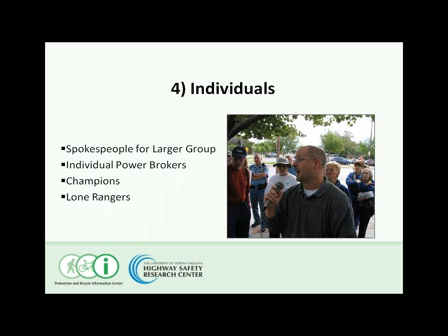 4) Individuals
▪Spokespeople for Larger Group
▪Individual Power Brokers
▪Champions
▪Lone Rangers
i
Pedestrian and Bicycle Information Center
THE UNIVERSITY OF NORTH CAROLINA
HIGHWAY SAFETY
RESEARCH CENTER